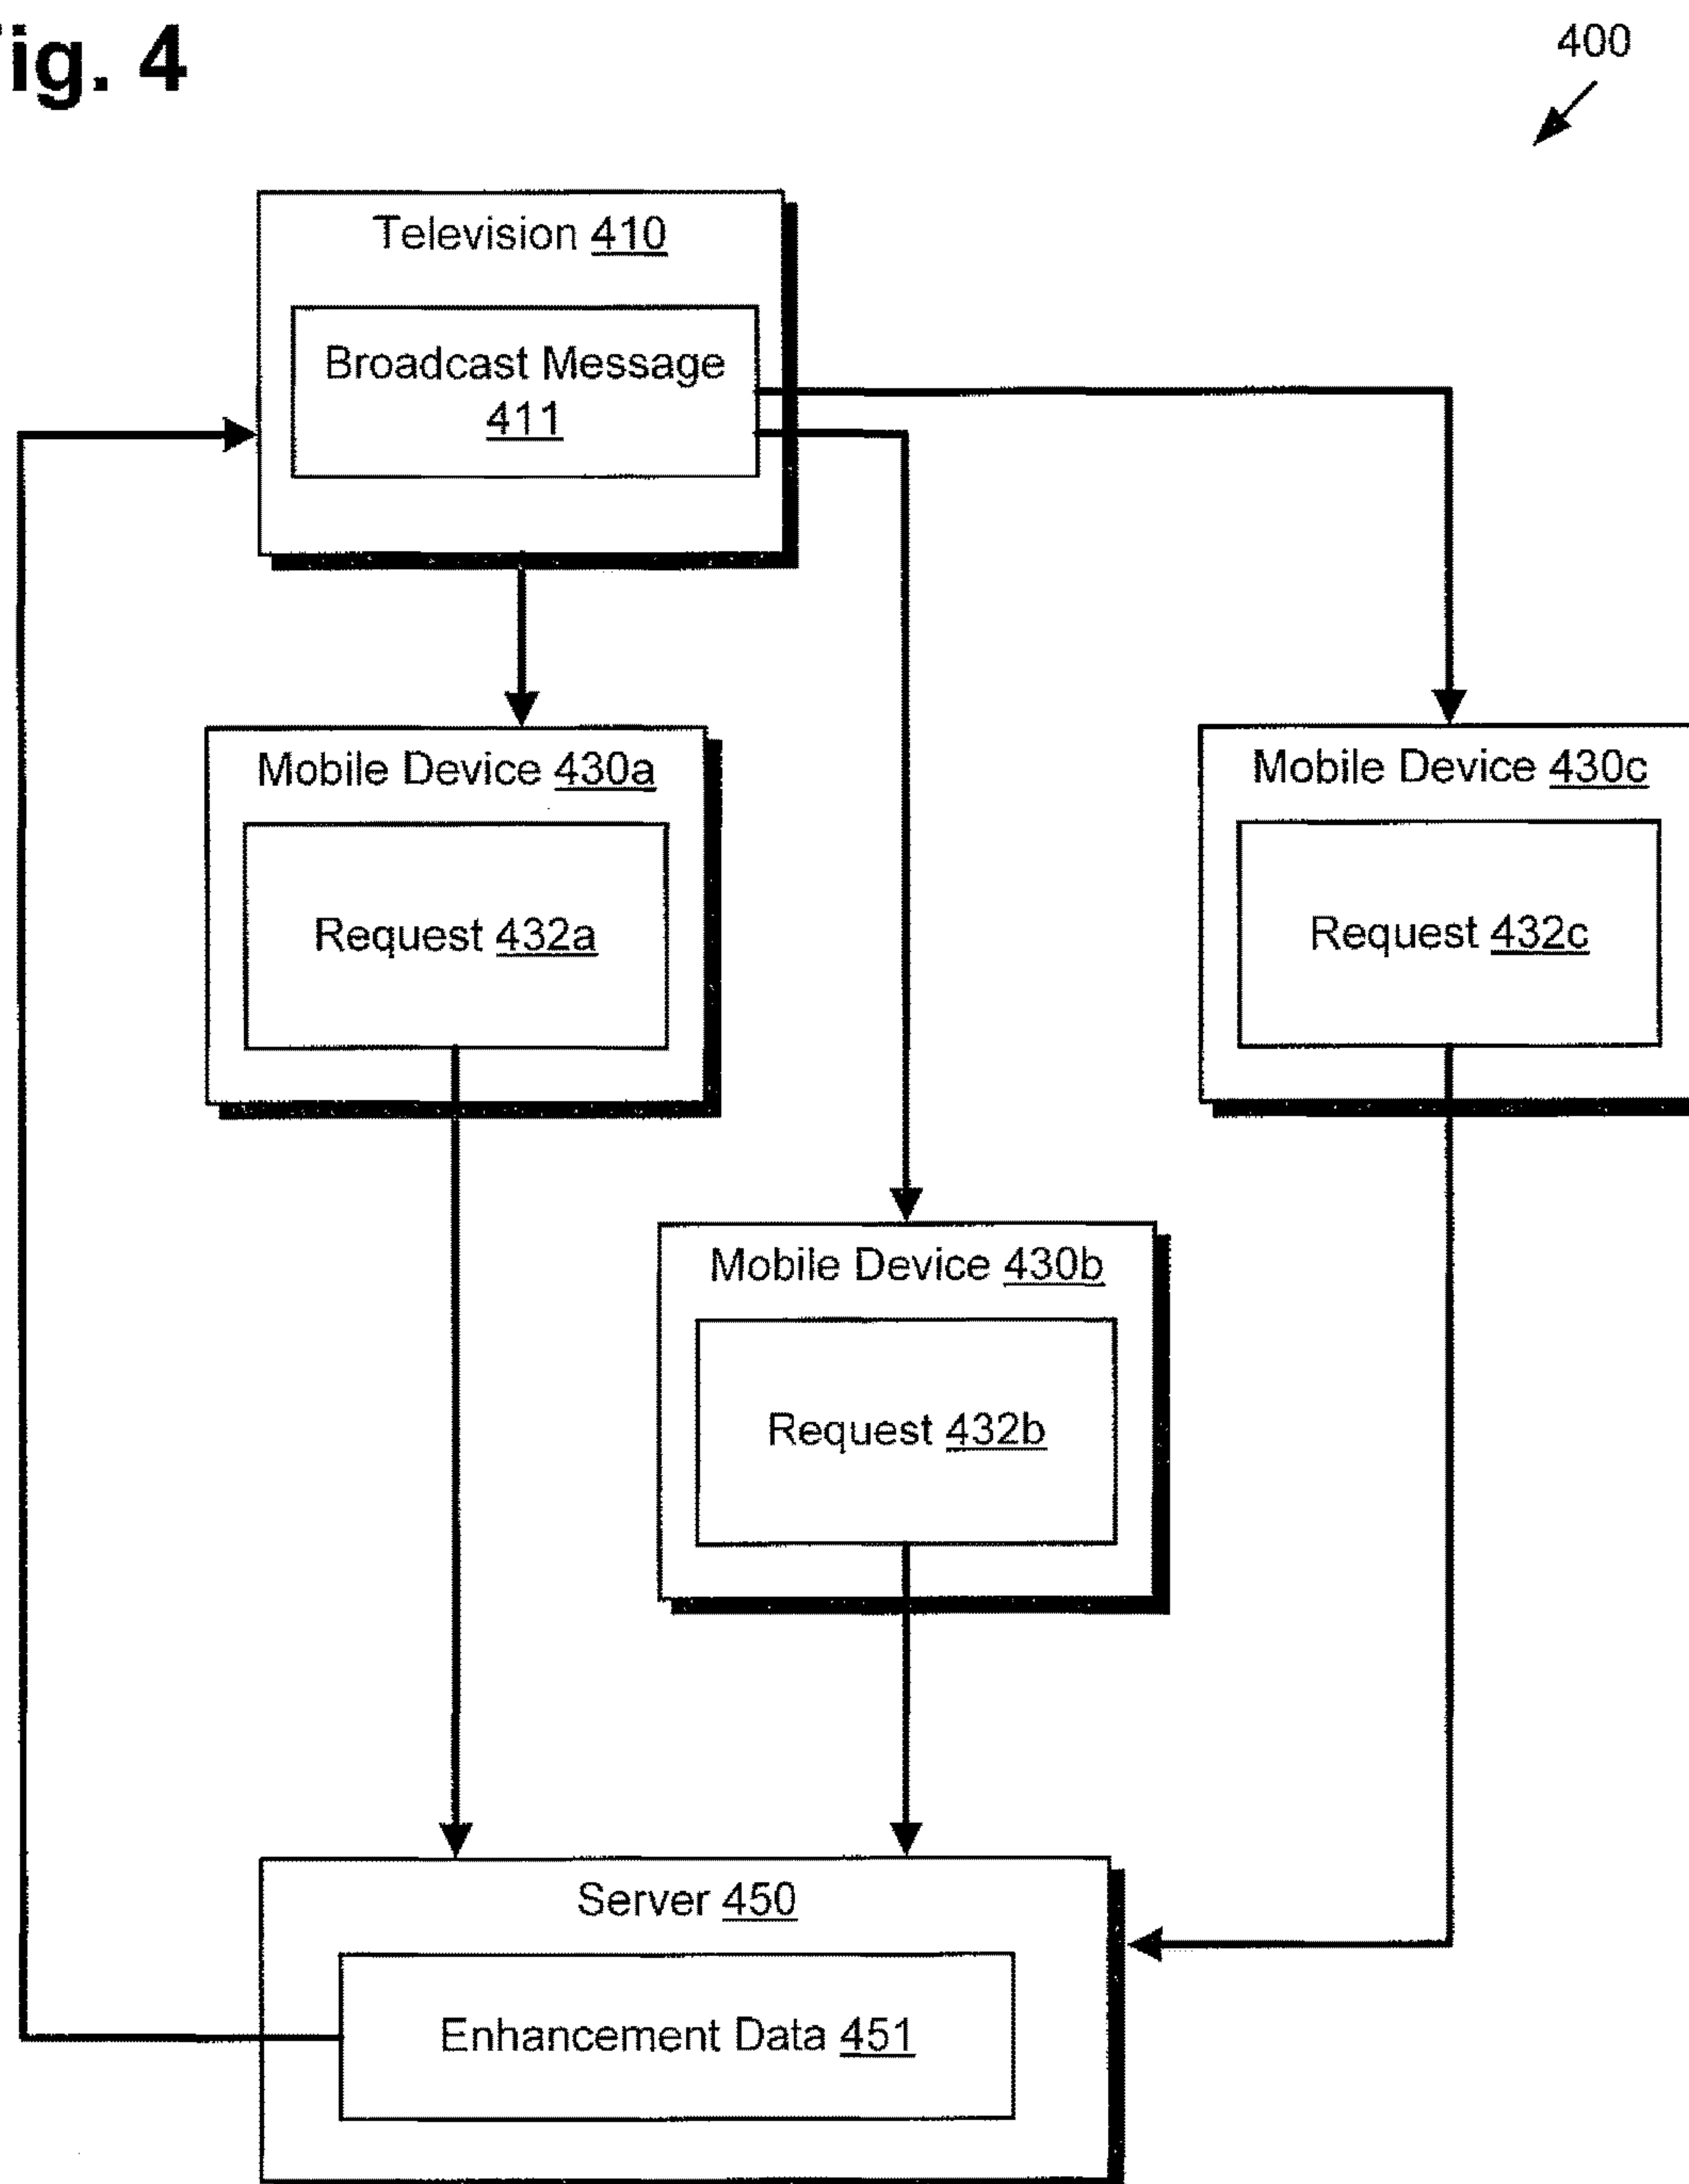 Fig. 4
400
Television 410
Broadcast Message
411
Mobile Device 430a
Request 432a
Mobile Device 430c
Request 432c
Mobile Device 430b
Request 432b
Server 450
Enhancement Data 451